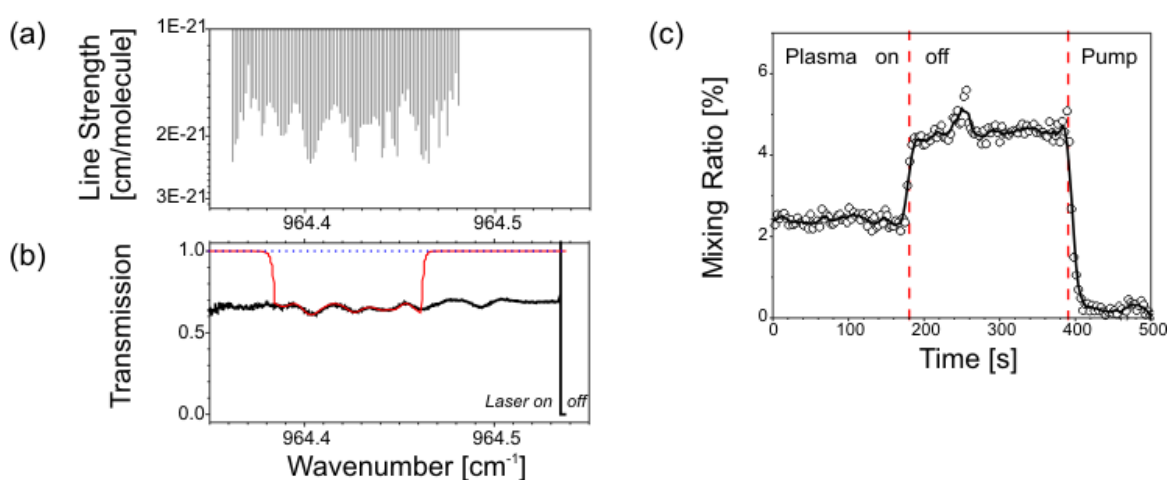 (a)
Line Strength
[cm/molecule]
1E-21
2E-21
3E-21
964.4
964.5
(b)
Transmission
1.0
0.5
0.0
Laser on off
964.4
964.5
Wavenumber [cm⁻¹]
(c)
Mixing Ratio [%]
6
4
2
0
Plasma on off Pump
0
100
200
300
400
500
Time [s]